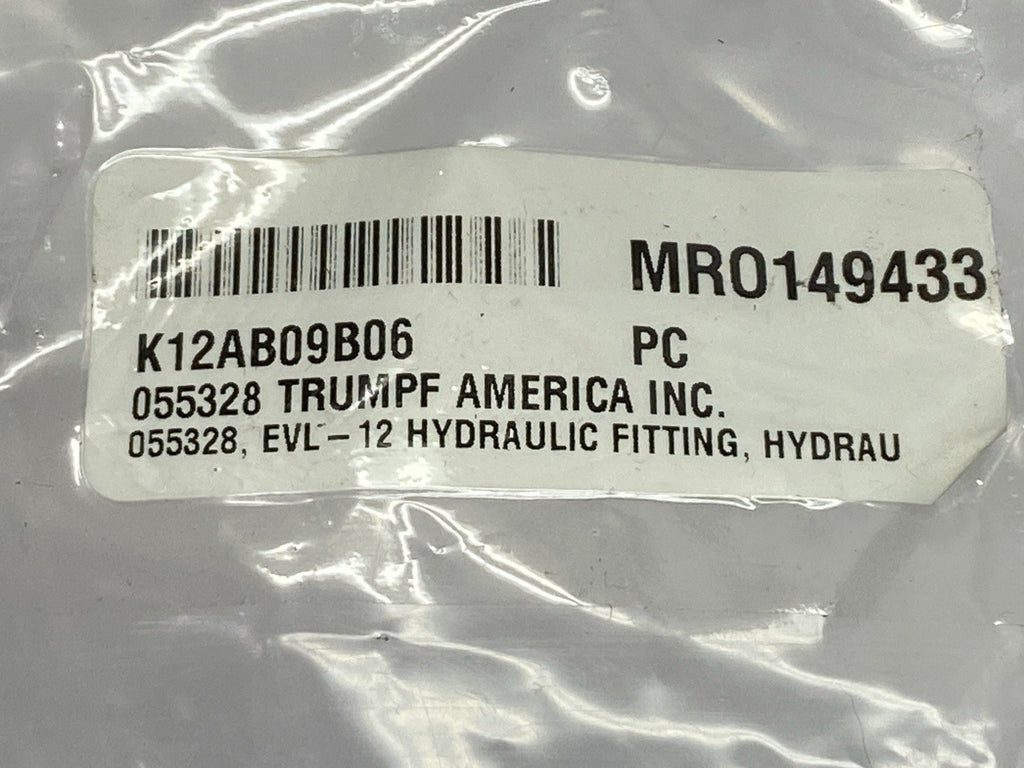 MRO149433
K12AB09B06 PC
055328 TRUMPF AMERICA INC.
055328, EVL-12 HYDRAULIC FITTING, HYDRAU